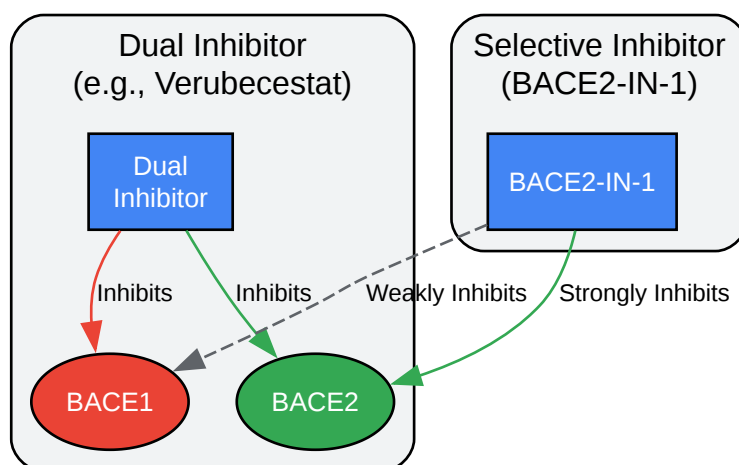 Dual Inhibitor
(e.g., Verubecestat)
Selective Inhibitor
(BACE2-IN-1)
Dual
Inhibitor
BACE2-IN-1
Inhibits
Inhibits
Weakly Inhibits
Strongly Inhibits
BACE1
BACE2